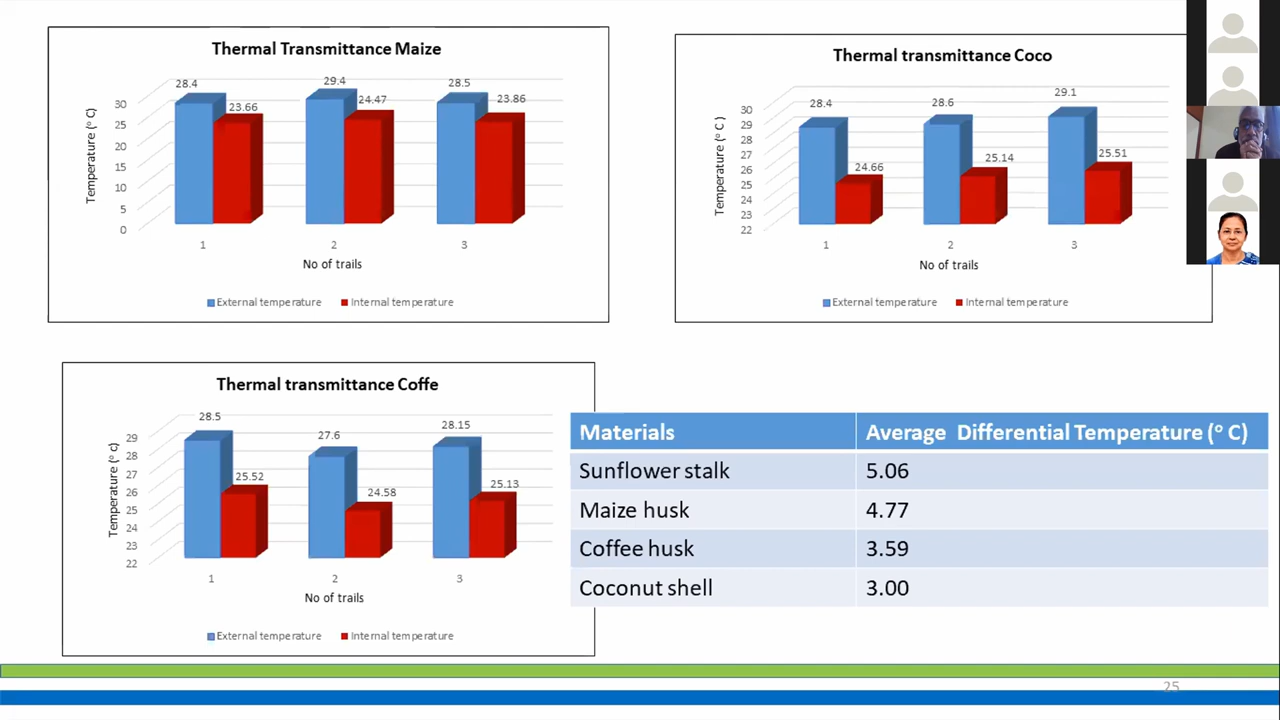 Thermal Transmittance Maize
28.4
29.4
28.5
23.66
24.47
23.86
30
25
20
15
10
5
0
Temperature (° C)
1
2
3
No of trails
External temperature
Internal temperature
Thermal transmittance Coco
28.4
28.6
29.1
24.66
25.14
25.51
30
29
28
27
26
25
24
23
22
Temperature (° C )
1
2
3
No of trails
External temperature
Internal temperature
Thermal transmittance Coffe
28.5
27.6
28.15
25.52
24.58
25.13
29
28
27
26
25
24
23
22
Temperature (° c)
1
2
3
No of trails
External temperature
Internal temperature
Materials Average Differential Temperature (° C)
Sunflower stalk 5.06
Maize husk 4.77
Coffee husk 3.59
Coconut shell 3.00
25